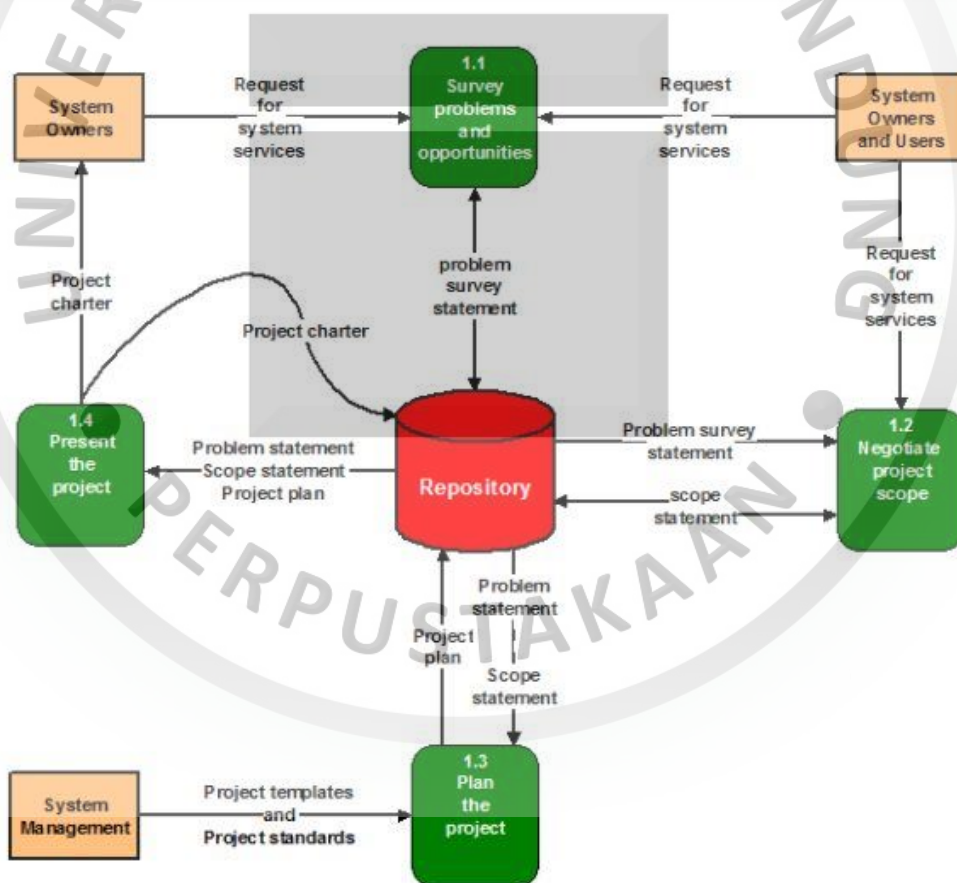 1.1
Survey
problems
and
opportunities
System
Owners
Request
for
system
services
Request
for
system
services
System
Owners
and Users
problem
survey
statement
Request
for
system
services
Project
charter
Project charter
1.4
Present
the
project
Problem statement
Scope statement
Project plan
Repository
Problem survey
statement
scope
statement
1.2
Negotiate
project
scope
Project
plan
Problem
statement
Scope
statement
1.3
Plan
the
project
System
Management
Project templates
and
Project standards
UNIVER
NDUNG
PERPUSTAKAAN